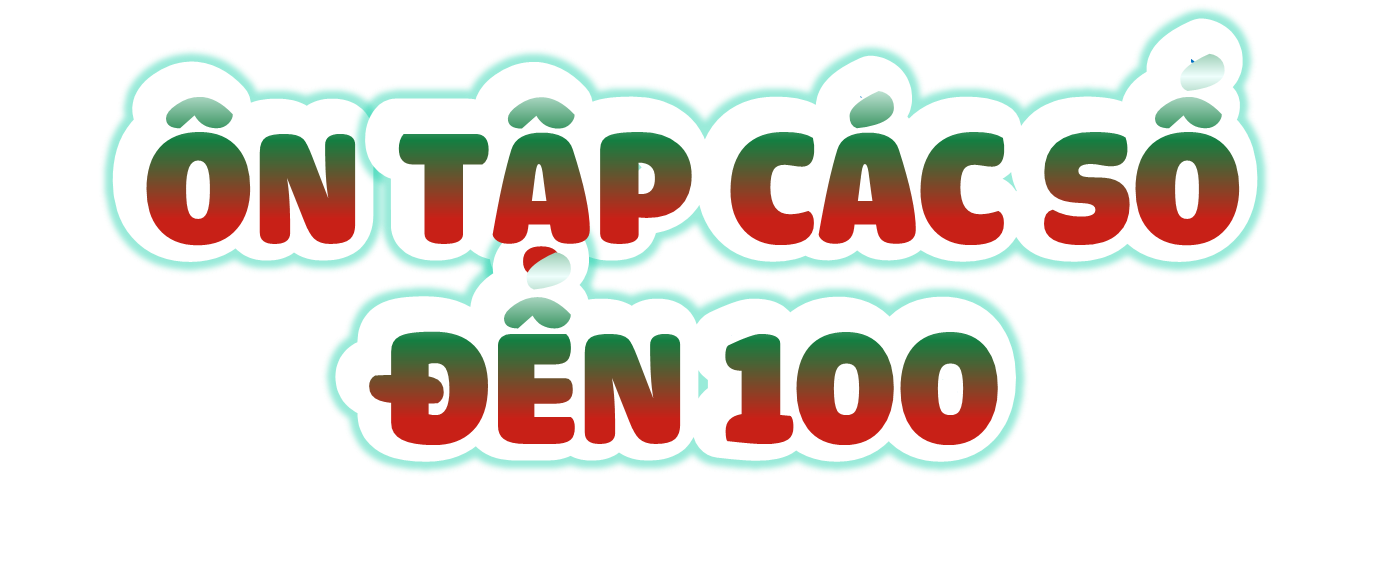 ÔN TẬP CÁC SỐ
ĐẾN 100